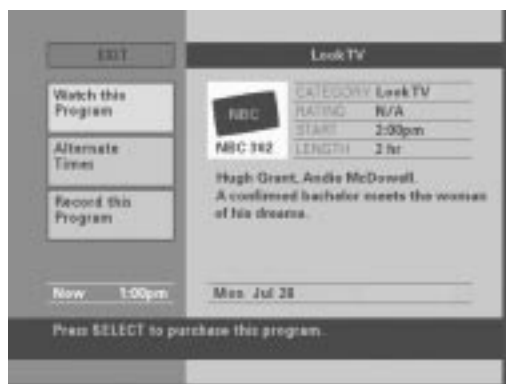 EXIT
LookTV
Watch this
Program
Alternate
Times
Record this
Program
NBC
NBC 302
CATEGORY LookTV
RATING N/A
START 2:00pm
LENGTH 2 hr
Hugh Grant, Andie McDowell.
A confirmed bachelor meets the woman
of his dreams.
Now 1:00pm
Mon Jul 28
Press SELECT to purchase this program.